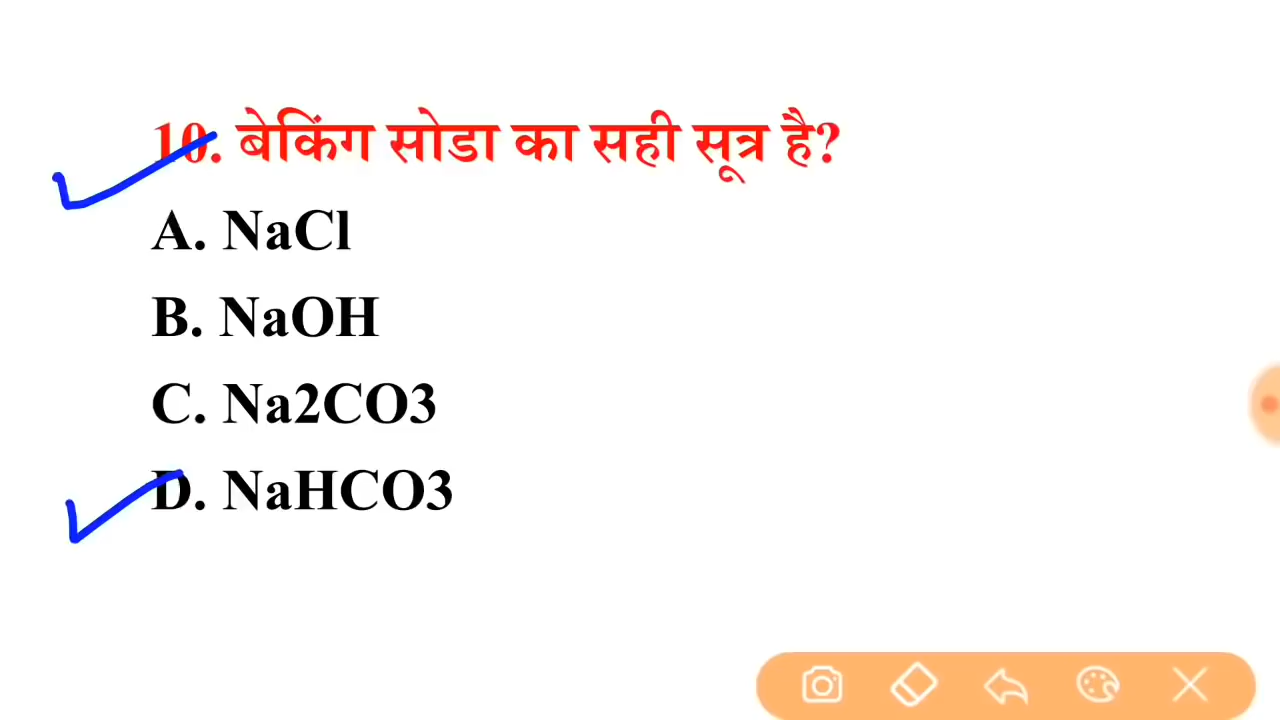 10. बेकिंग सोडा का सही सूत्र है?
A. NaCl
B. NaOH
C. Na2CO3
D. NaHCO3